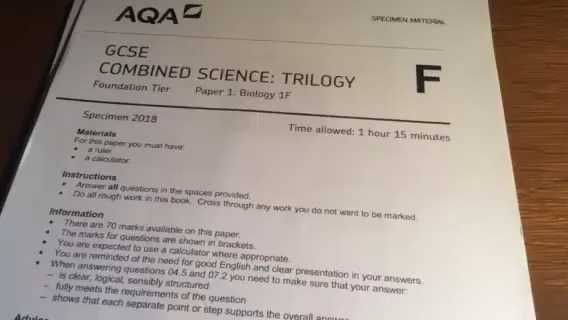 AQA
SPECIMEN MATERIAL
GCSE
COMBINED SCIENCE: TRILOGY
F
Foundation Tier Paper 1: Biology 1F
Specimen 2018
Time allowed: 1 hour 15 minutes
Materials
For this paper you must have:
• a ruler
• a calculator.
Instructions
• Answer all questions in the spaces provided.
• Do all rough work in this book. Cross through any work you do not want to be marked.
Information
• There are 70 marks available on this paper.
• The marks for questions are shown in brackets.
• You are expected to use a calculator where appropriate.
• You are reminded of the need for good English and clear presentation in your answers.
• When answering questions 04.5 and 07.2 you need to make sure that your answer:
– is clear, logical, sensibly structured
– fully meets the requirements of the question
– shows that each separate point or step supports the overall